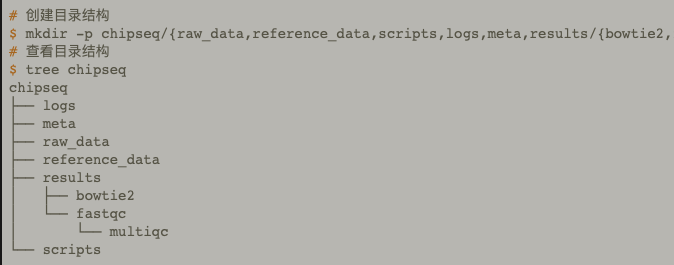 # 创建目录结构
$ mkdir -p chipseq/{raw_data,reference_data,scripts,logs,meta,results/{bowtie2,
# 查看目录结构
$ tree chipseq
chipseq
├── logs
├── meta
├── raw_data
├── reference_data
├── results
│   ├── bowtie2
│   └── fastqc
│       └── multiqc
└── scripts